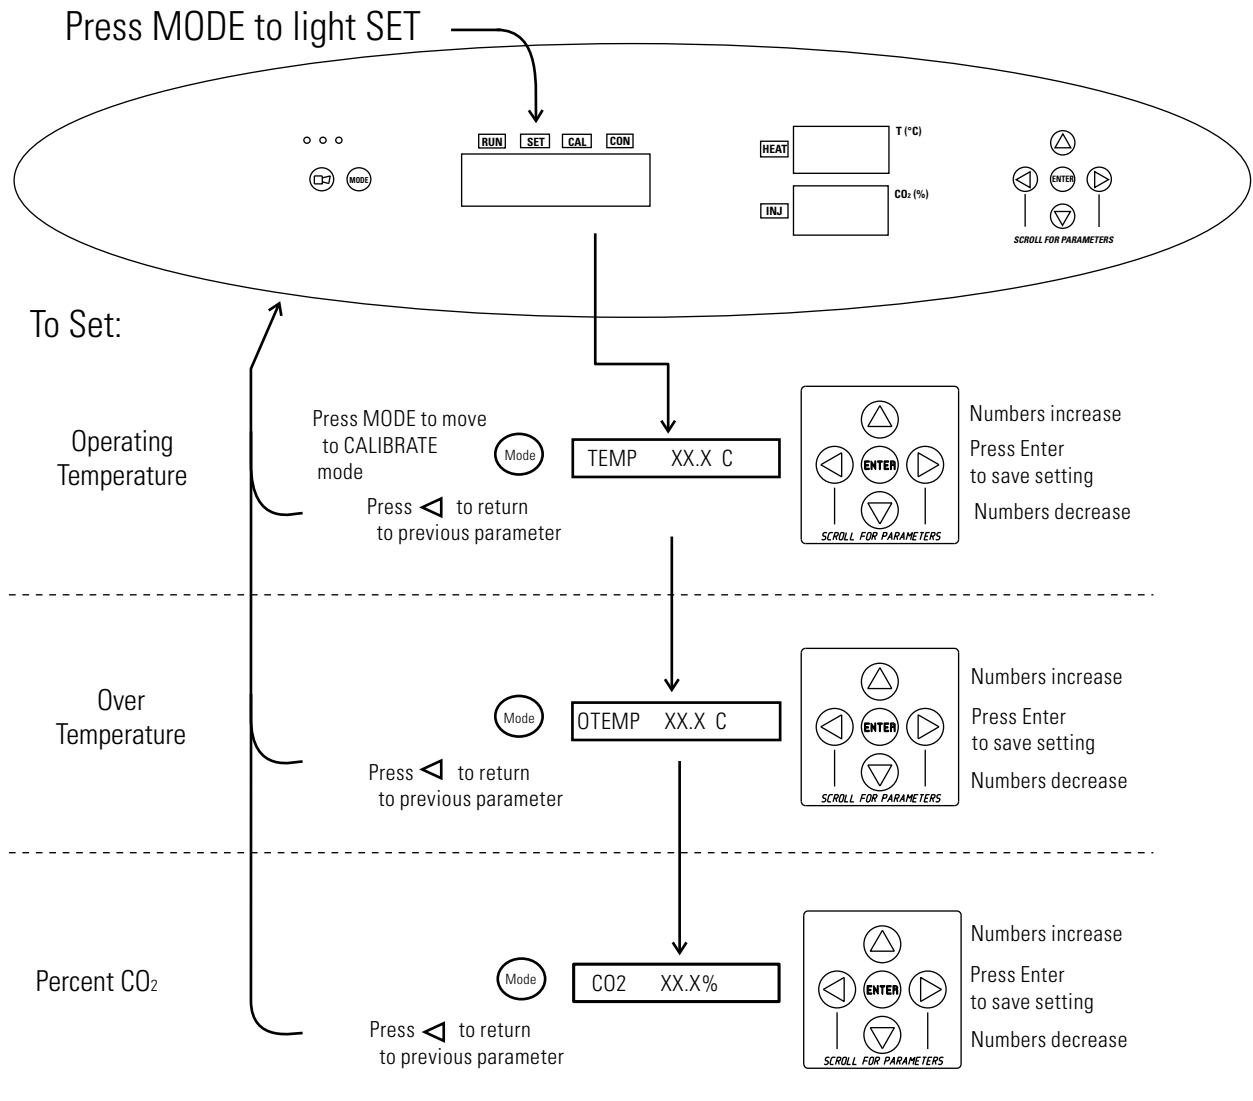 Press MODE to light SET
RUN SET CAL CON
HEAT
T (°C)
INJ
CO₂ (%)
MODE
ENTER
SCROLL FOR PARAMETERS
To Set:
Operating
Temperature
Press MODE to move
to CALIBRATE
mode
Mode
Press to return
to previous parameter
TEMP XX.X C
ENTER
SCROLL FOR PARAMETERS
Numbers increase
Press Enter
to save setting
Numbers decrease
Over
Temperature
Mode
Press to return
to previous parameter
OTEMP XX.X C
ENTER
SCROLL FOR PARAMETERS
Numbers increase
Press Enter
to save setting
Numbers decrease
Percent CO₂
Mode
Press to return
to previous parameter
CO2 XX.X%
ENTER
SCROLL FOR PARAMETERS
Numbers increase
Press Enter
to save setting
Numbers decrease